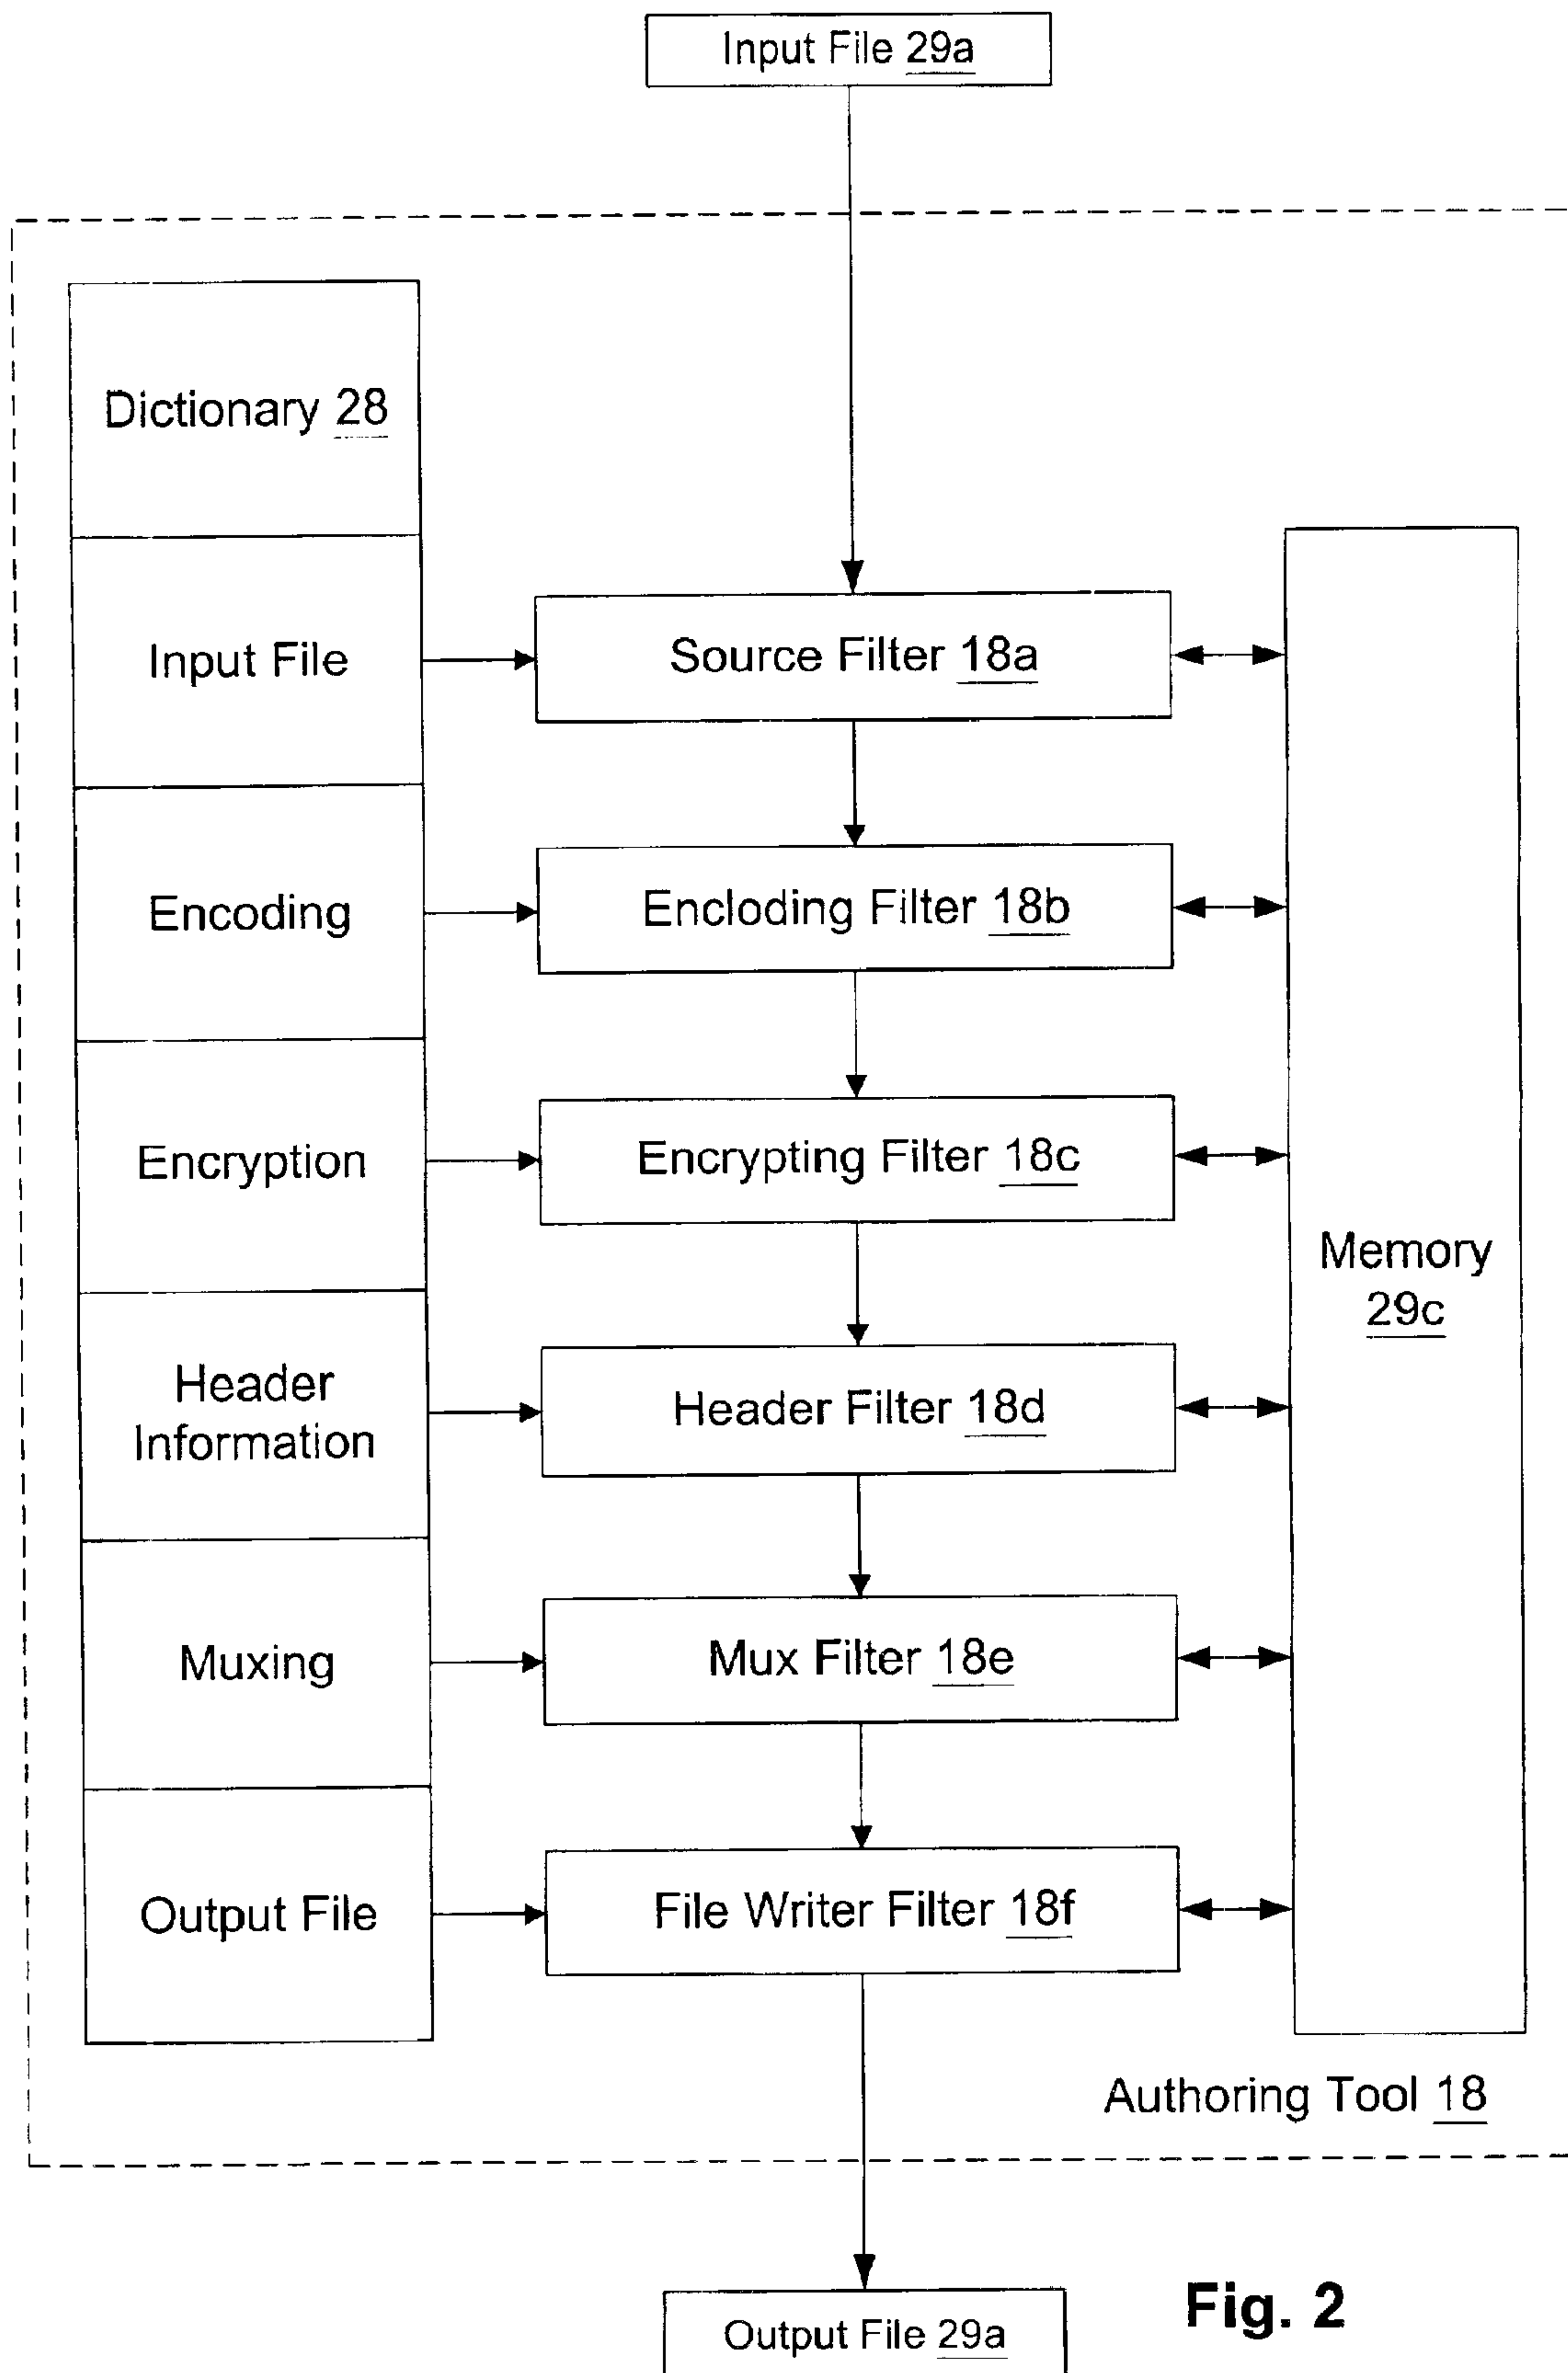 Input File 29a
Dictionary 28
Input File
Source Filter 18a
Encoding
Encloding Filter 18b
Encryption
Encrypting Filter 18c
Memory
29c
Header
Information
Header Filter 18d
Muxing
Mux Filter 18e
Output File
File Writer Filter 18f
Authoring Tool 18
Output File 29a
Fig. 2